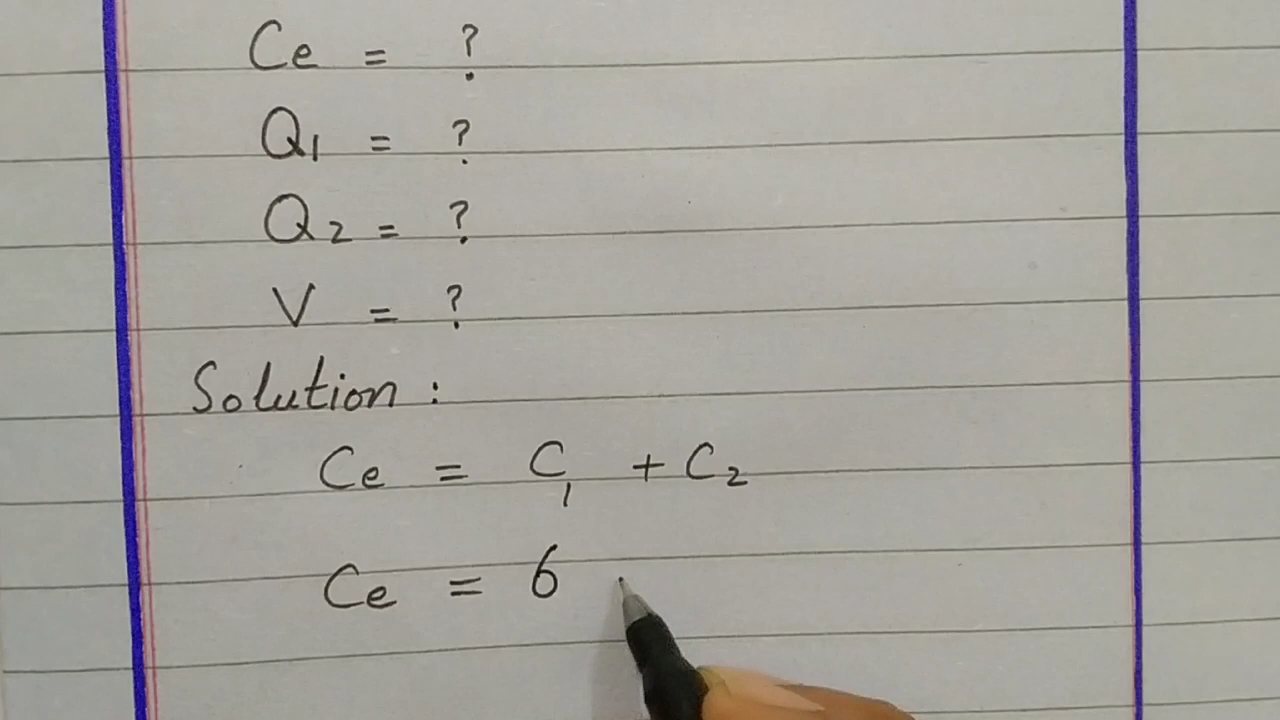 Ce = ?
Q1 = ?
Q2 = ?
V = ?
Solution :
Ce = C1 + C2
Ce = 6